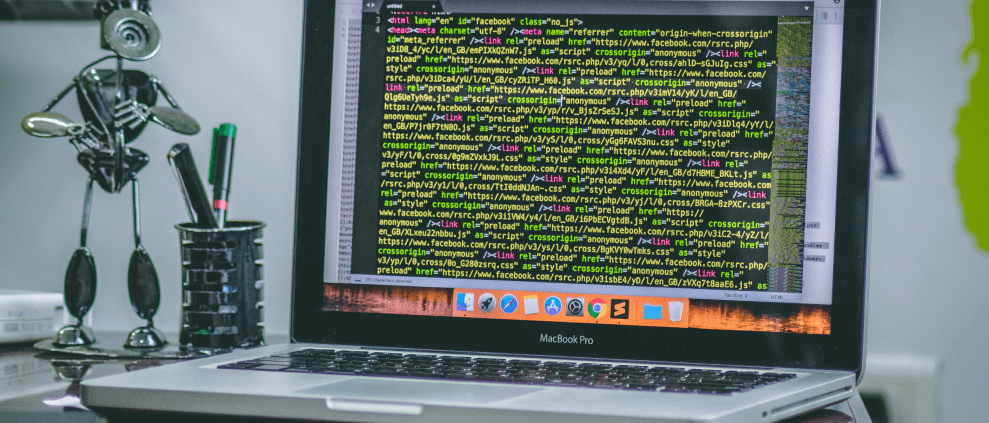 untitled
3 <html lang="en" id="facebook" class="no_js">
4 <head><meta charset="utf-8" /><meta name="referrer" content="origin-when-crossorigin"
id="meta_referrer" /><link rel="preload" href="https://www.facebook.com/rsrc.php/
v3iD8_4/yc/l/en_GB/emPIXkQZnW7.js" as="script" crossorigin="anonymous" /><link rel="
preload" href="https://www.facebook.com/rsrc.php/v3/yq/l/0,cross/ahlD-sGJuIg.css" as="
style" crossorigin="anonymous" /><link rel="preload" href="https://www.facebook.com/
rsrc.php/v3iDca4/yU/l/en_GB/cyZRiTP_H60.js" as="script" crossorigin="anonymous" /><
link rel="preload" href="https://www.facebook.com/rsrc.php/v3imV14/yK/l/en_GB/
Qlg6UeTyh9e.js" as="script" crossorigin="anonymous" /><link rel="preload" href="
https://www.facebook.com/rsrc.php/v3/yp/r/v_BjsZrSeSJ.js" as="script"
crossorigin="anonymous" /><link rel="preload" href="https://www.facebook.com/rsrc.php/v3iDlq4/yY/l/
en_GB/P7jr0F7tNBO.js" as="script" crossorigin="anonymous" /><link rel="preload" href="
https://www.facebook.com/rsrc.php/v3/yS/l/0,cross/yGg6FAVS3nu.css" as="style"
crossorigin="anonymous" /><link rel="preload" href="https://www.facebook.com/rsrc.php/
v3/yF/l/0,cross/0g9mZVxkJ9L.css" as="style" crossorigin="anonymous" /><link rel="
preload" href="https://www.facebook.com/rsrc.php/v3i4Xd4/yF/l/en_GB/d7HBME_BKLt.js" as
="script" crossorigin="anonymous" /><link rel="preload" href="https://www.facebook.com
/rsrc.php/v3/y1/l/0,cross/TtI0ddNJAn-.css" as="style" crossorigin="anonymous" /><link
rel="preload" href="https://www.facebook.com/rsrc.php/v3/yj/l/0,cross/BRGA-8zPXCr.css"
as="style" crossorigin="anonymous" /><link rel="preload" href="https://
www.facebook.com/rsrc.php/v3i1VW4/y4/l/en_GB/i6PbECVgtdB.js" as="script" crossorigin="
anonymous" /><link rel="preload" href="https://www.facebook.com/rsrc.php/v3iC2-4/yZ/l/
en_GB/XLxeu22nbbu.js" as="script" crossorigin="anonymous" /><link rel="preload" href="
https://www.facebook.com/rsrc.php/v3/ys/l/0,cross/BgKVY0wTmks.css" as="style"
crossorigin="anonymous" /><link rel="preload" href="https://www.facebook.com/rsrc.php/
v3/yp/l/0,cross/0o_G280zsrq.css" as="style" crossorigin="anonymous" /><link rel="
preload" href="https://www.facebook.com/rsrc.php/v3isbE4/yD/l/en_GB/zVXq7t8aaE6.js" as
characters selected
Tab Size: 4
HTML
MacBook Pro
A